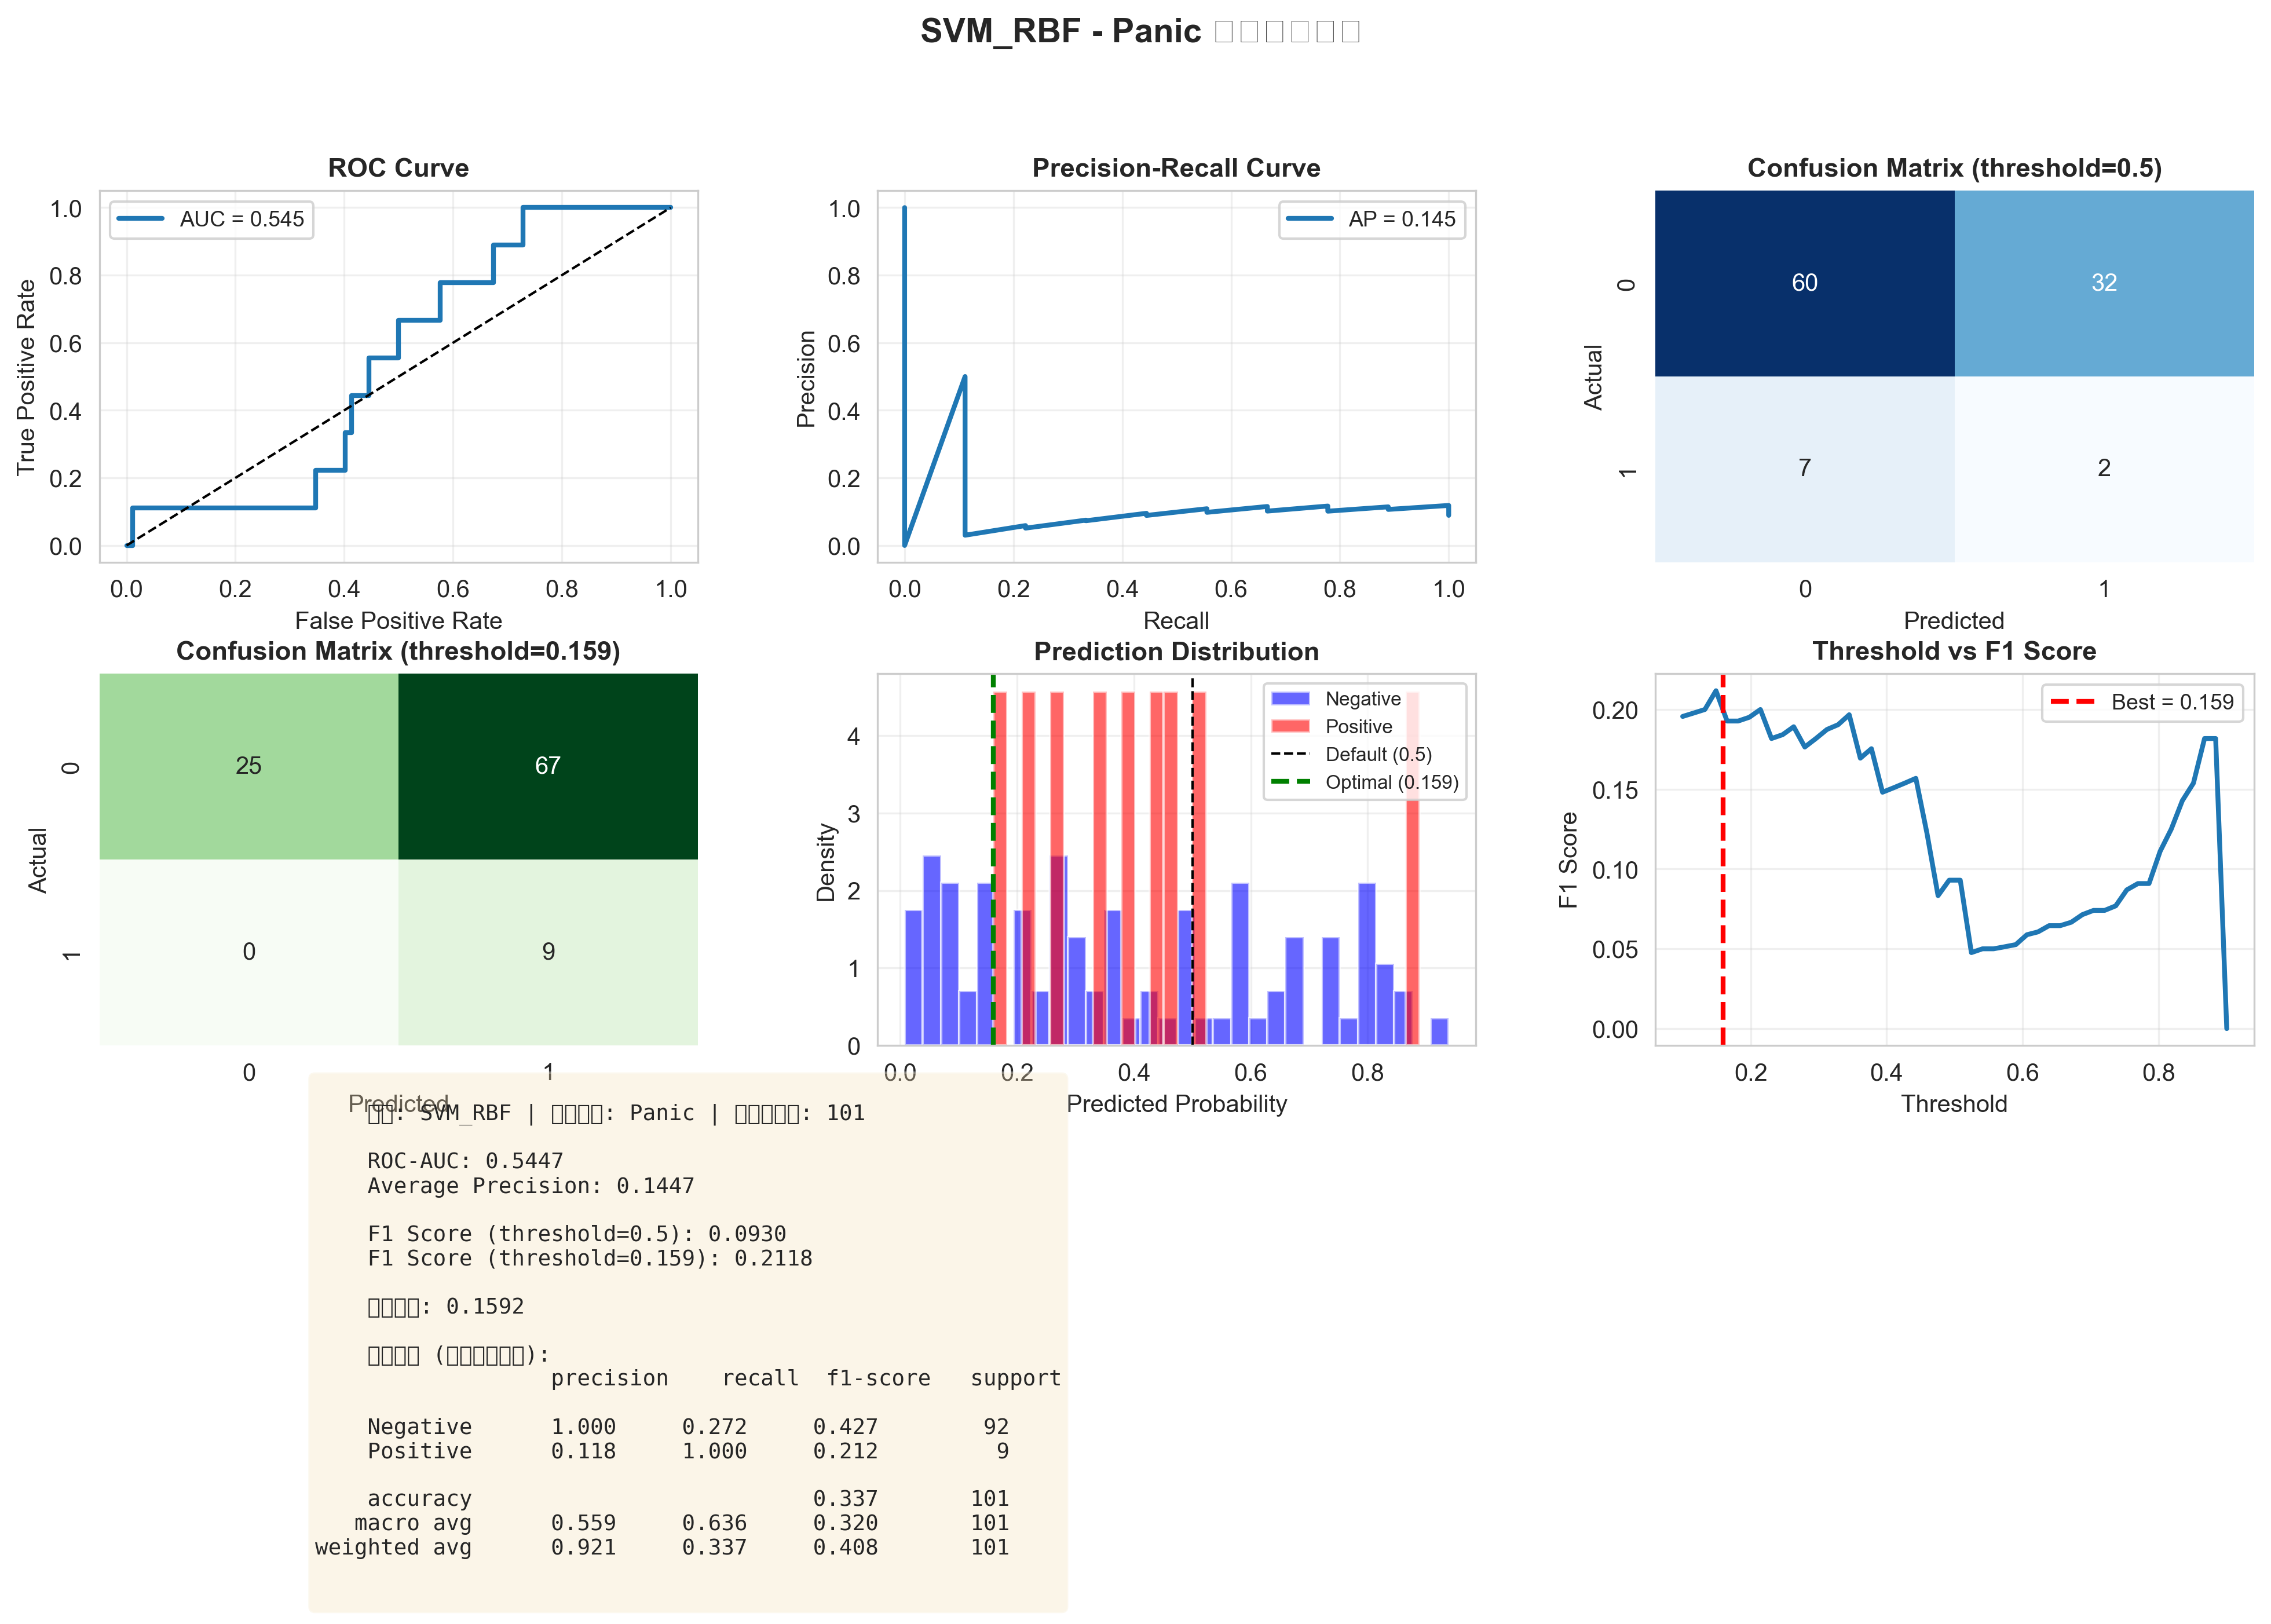 SVM_RBF - Panic □□□□□□
ROC Curve
AUC = 0.545
True Positive Rate
1.0
0.8
0.6
0.4
0.2
0.0
0.0 0.2 0.4 0.6 0.8 1.0
False Positive Rate
Precision-Recall Curve
AP = 0.145
Precision
1.0
0.8
0.6
0.4
0.2
0.0
0.0 0.2 0.4 0.6 0.8 1.0
Recall
Confusion Matrix (threshold=0.5)
Actual
0
60 32
1
7 2
0 1
Predicted
Confusion Matrix (threshold=0.159)
Actual
0
25 67
1
0 9
0 1
Predicted
Prediction Distribution
Negative
Positive
Default (0.5)
Optimal (0.159)
Density
4
3
2
1
0
0.0 0.2 0.4 0.6 0.8
Predicted Probability
Threshold vs F1 Score
Best = 0.159
F1 Score
0.20
0.15
0.10
0.05
0.00
0.2 0.4 0.6 0.8
Threshold
□□: SVM_RBF | □□□□: Panic | □□□□□: 101
ROC-AUC: 0.5447
Average Precision: 0.1447
F1 Score (threshold=0.5): 0.0930
F1 Score (threshold=0.159): 0.2118
□□□□: 0.1592
□□□□ (□□□□□□):
precision recall f1-score support
Negative 1.000 0.272 0.427 92
Positive 0.118 1.000 0.212 9
accuracy 0.337 101
macro avg 0.559 0.636 0.320 101
weighted avg 0.921 0.337 0.408 101